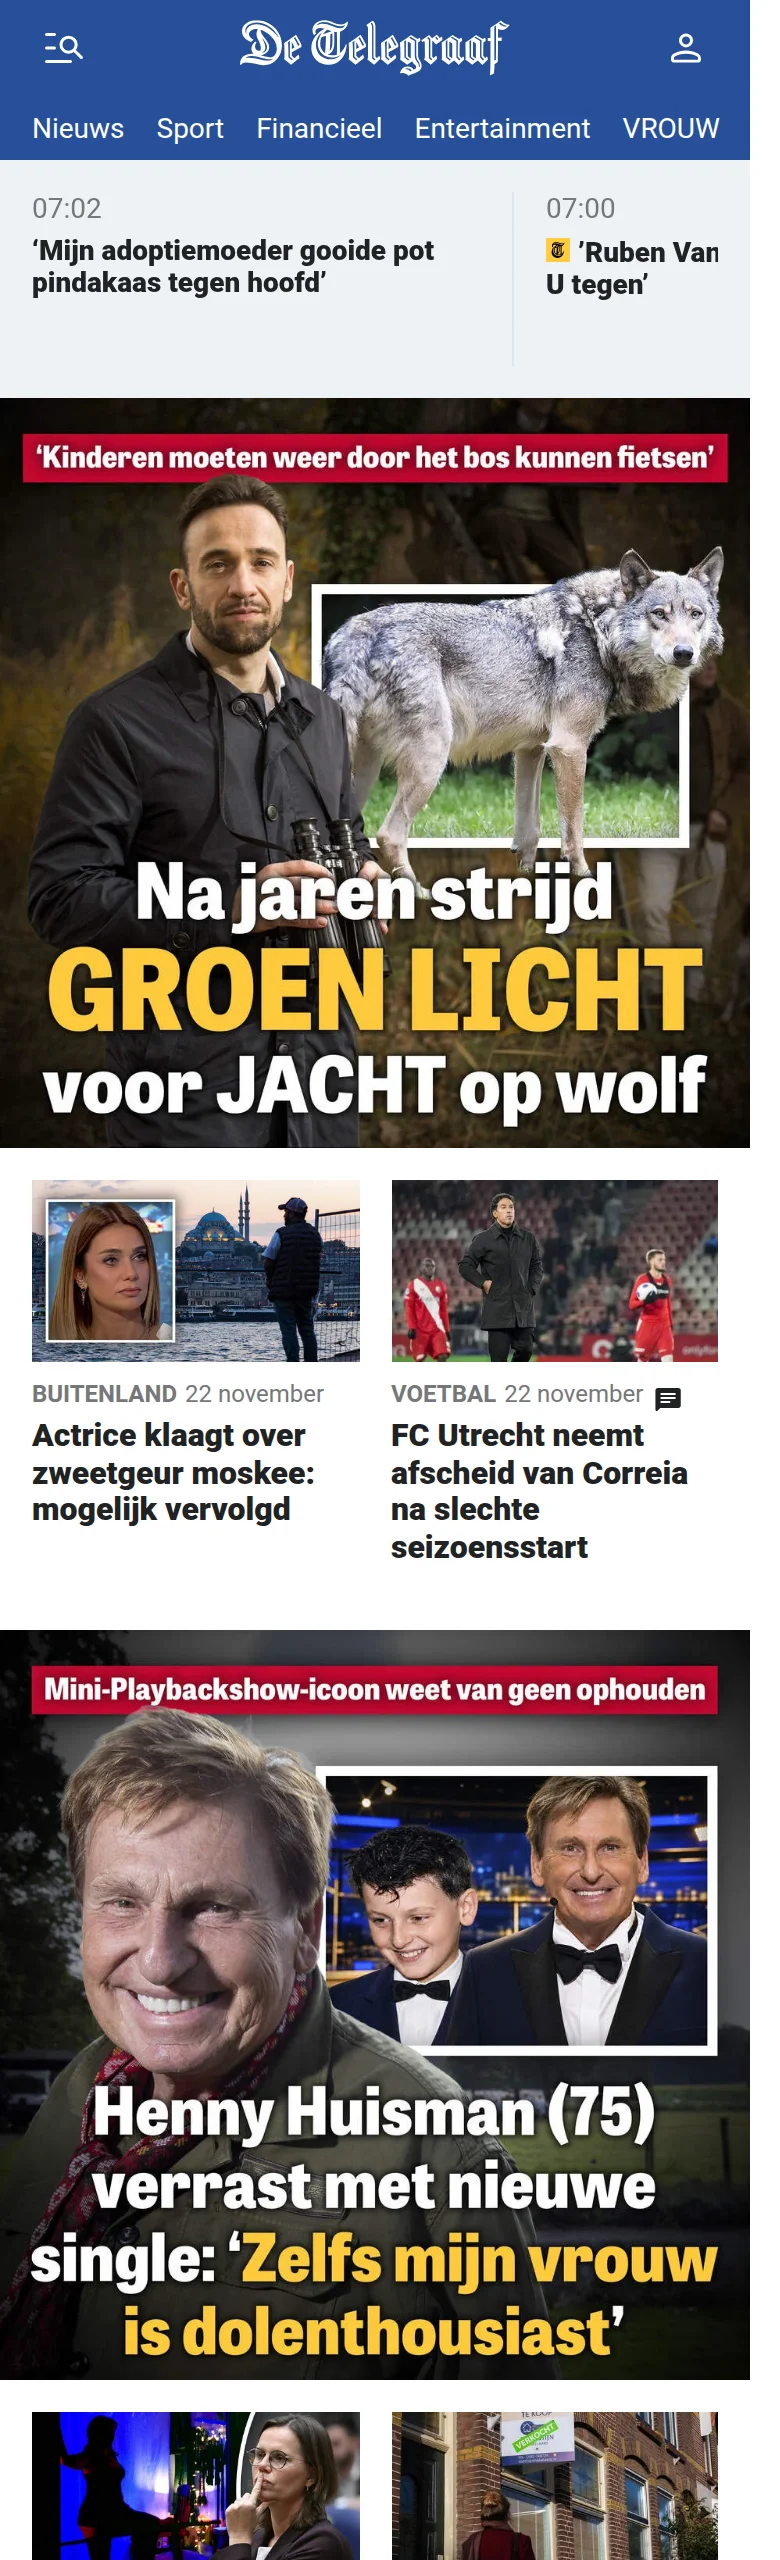 De Telegraaf
Nieuws Sport Financieel Entertainment VROUW
07:02
‘Mijn adoptiemoeder gooide pot
pindakaas tegen hoofd’
07:00
’Ruben Van
U tegen’
‘Kinderen moeten weer door het bos kunnen fietsen’
Na jaren strijd
GROEN LICHT
voor JACHT op wolf
BUITENLAND 22 november
Actrice klaagt over
zweetgeur moskee:
mogelijk vervolgd
VOETBAL 22 november
FC Utrecht neemt
afscheid van Correia
na slechte
seizoensstart
Mini-Playbackshow-icoon weet van geen ophouden
Henny Huisman (75)
verrast met nieuwe
single: ‘Zelfs mijn vrouw
is dolenthousiast’
TE KOOP
VERKOCHT